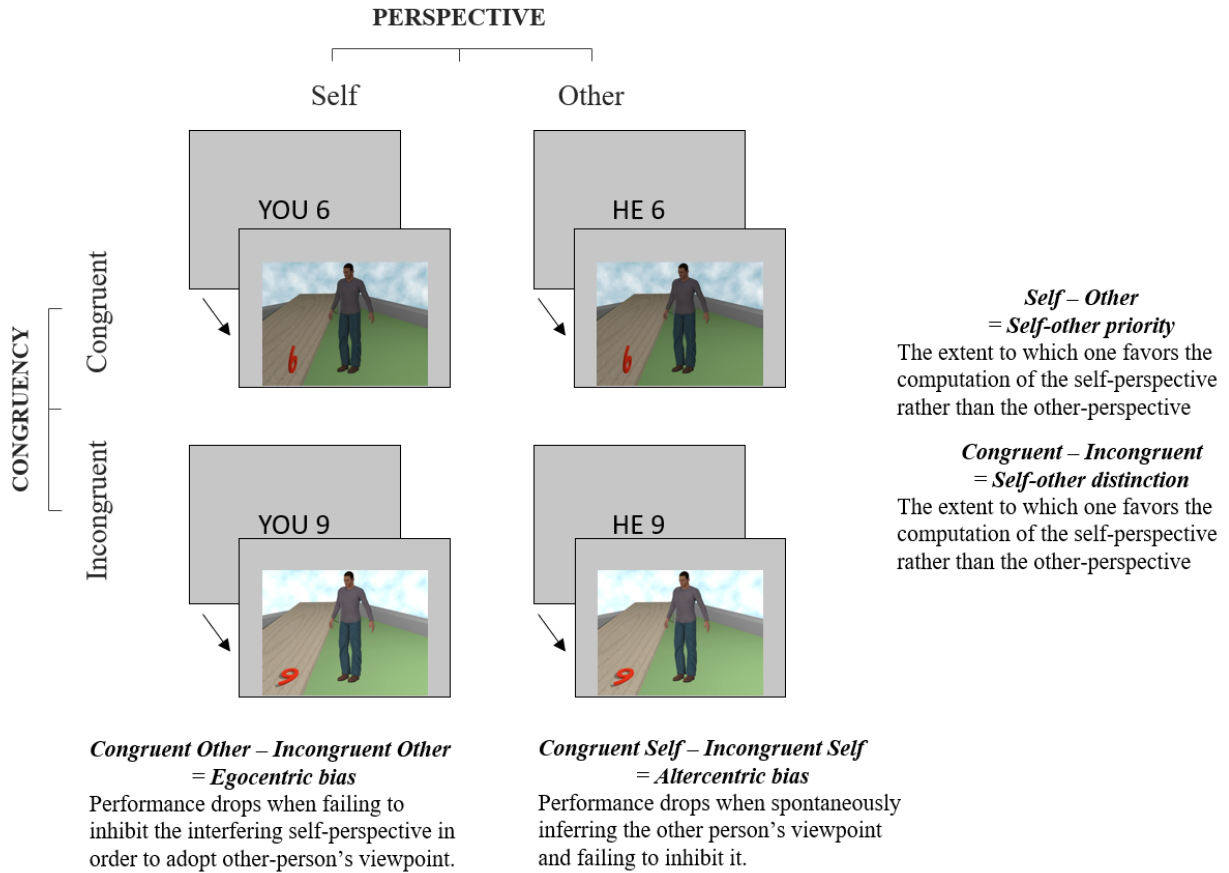 PERSPECTIVE
Self
Other
CONGRUENCY
Congruent
YOU 6
6
HE 6
6
Self – Other
= Self-other priority
The extent to which one favors the
computation of the self-perspective
rather than the other-perspective
Incongruent
YOU 9
9
HE 9
9
Congruent – Incongruent
= Self-other distinction
The extent to which one favors the
computation of the self-perspective
rather than the other-perspective
Congruent Other – Incongruent Other
= Egocentric bias
Performance drops when failing to
inhibit the interfering self-perspective in
order to adopt other-person’s viewpoint.
Congruent Self – Incongruent Self
= Altercentric bias
Performance drops when spontaneously
inferring the other person’s viewpoint
and failing to inhibit it.